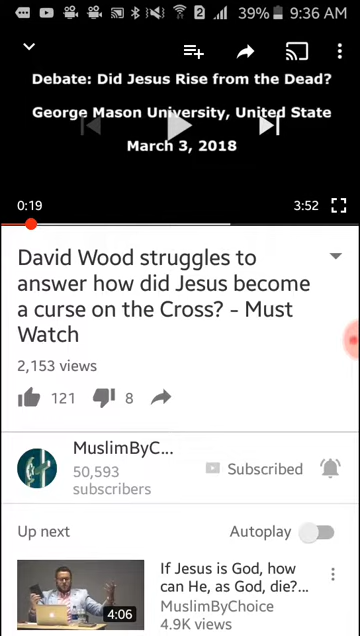 2 39% 9:36 AM
Debate: Did Jesus Rise from the Dead?
George Mason University, United State
March 3, 2018
0:19 3:52
David Wood struggles to
answer how did Jesus become
a curse on the Cross? - Must
Watch
2,153 views
121 8
MuslimByC...
50,593
subscribers
Subscribed
Up next Autoplay
If Jesus is God, how
can He, as God, die?...
MuslimByChoice
4.9K views
4:06